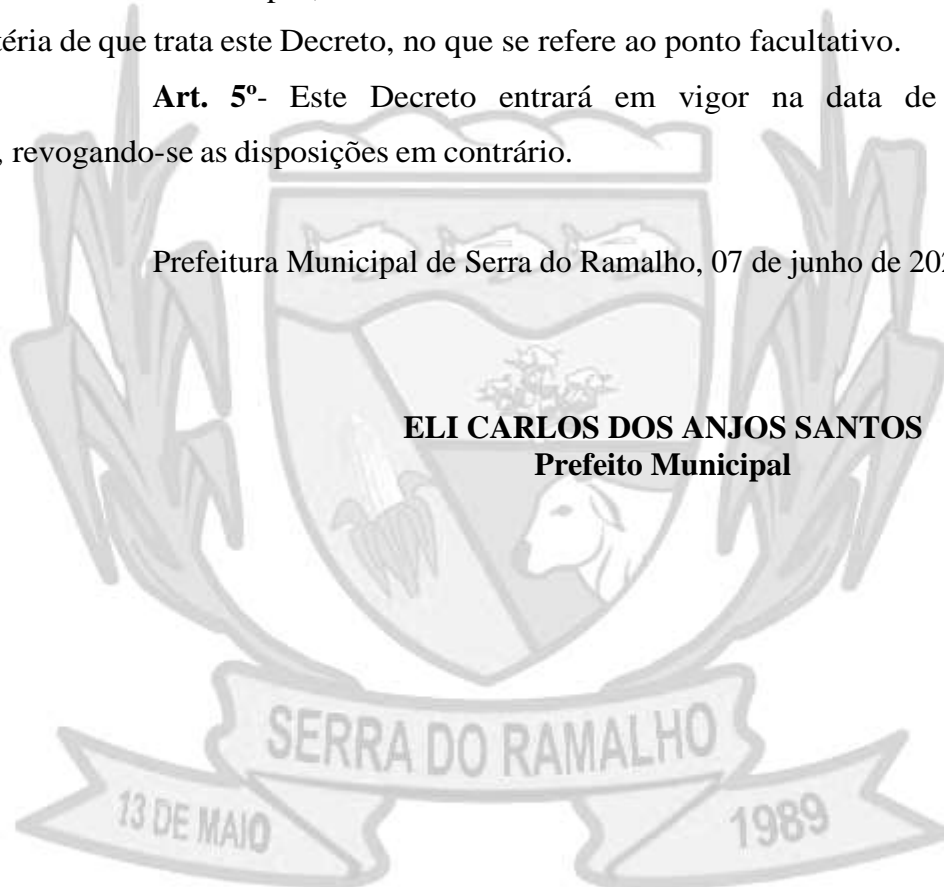 téria de que trata este Decreto, no que se refere ao ponto facultativo.
Art. 5º- Este Decreto entrará em vigor na data de
, revogando-se as disposições em contrário.
Prefeitura Municipal de Serra do Ramalho, 07 de junho de 202
ELI CARLOS DOS ANJOS SANTOS
Prefeito Municipal
SERRA DO RAMALHO
13 DE MAIO
1989